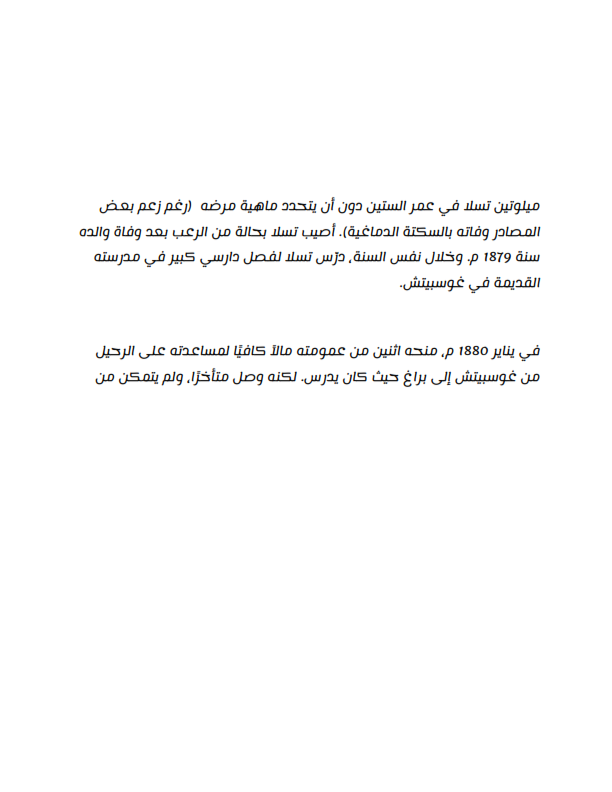 ميلوتين تسلا في عمر الستين دون أن يتحدد ماهية مرضه (رغم زعم بعض
المصادر وفاته بالسكتة الدماغية). أصيب تسلا بحالة من الرعب بعد وفاة والده
سنة 1879 م. وخلال نفس السنة، درّس تسلا لفصل دارسي كبير في مدرسته
القديمة في غوسبيتش.
في يناير 1880 م، منحه اثنين من عمومته مالاً كافيًا لمساعدته على الرحيل
من غوسبيتش إلى براغ حيث كان يدرس. لكنه وصل متأخرًا، ولم يتمكن من